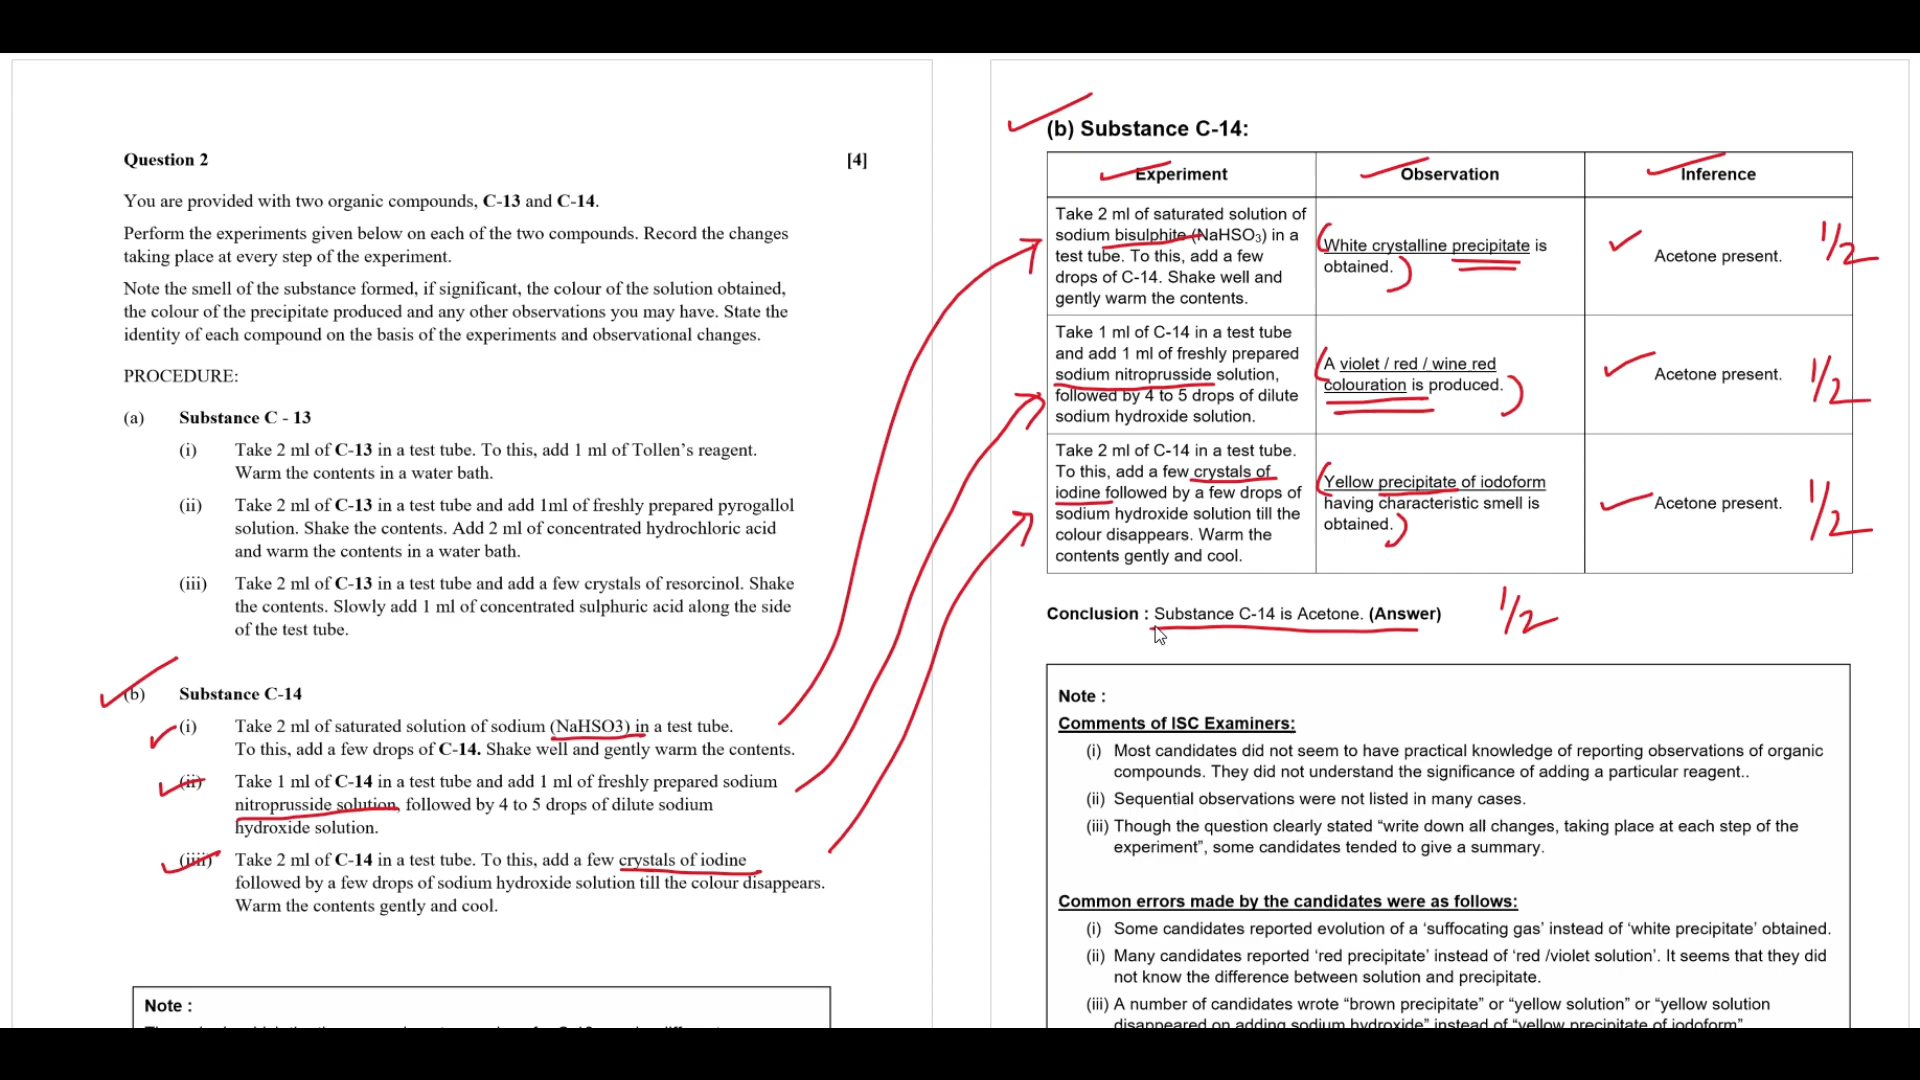 Question 2 [4]
You are provided with two organic compounds, C-13 and C-14.
Perform the experiments given below on each of the two compounds. Record the changes
taking place at every step of the experiment.
Note the smell of the substance formed, if significant, the colour of the solution obtained,
the colour of the precipitate produced and any other observations you may have. State the
identity of each compound on the basis of the experiments and observational changes.
PROCEDURE:
(a) Substance C - 13
(i) Take 2 ml of C-13 in a test tube. To this, add 1 ml of Tollen’s reagent.
Warm the contents in a water bath.
(ii) Take 2 ml of C-13 in a test tube and add 1ml of freshly prepared pyrogallol
solution. Shake the contents. Add 2 ml of concentrated hydrochloric acid
and warm the contents in a water bath.
(iii) Take 2 ml of C-13 in a test tube and add a few crystals of resorcinol. Shake
the contents. Slowly add 1 ml of concentrated sulphuric acid along the side
of the test tube.
(b) Substance C-14
(i) Take 2 ml of saturated solution of sodium (NaHSO3) in a test tube.
To this, add a few drops of C-14. Shake well and gently warm the contents.
(ii) Take 1 ml of C-14 in a test tube and add 1 ml of freshly prepared sodium
nitroprusside solution, followed by 4 to 5 drops of dilute sodium
hydroxide solution.
(iii) Take 2 ml of C-14 in a test tube. To this, add a few crystals of iodine
followed by a few drops of sodium hydroxide solution till the colour disappears.
Warm the contents gently and cool.
Note :
(b) Substance C-14:
Experiment Observation Inference
Take 2 ml of saturated solution of
sodium bisulphite (NaHSO3) in a
test tube. To this, add a few
drops of C-14. Shake well and
gently warm the contents.
White crystalline precipitate is
obtained.
Acetone present. 1/2
Take 1 ml of C-14 in a test tube
and add 1 ml of freshly prepared
sodium nitroprusside solution,
followed by 4 to 5 drops of dilute
sodium hydroxide solution.
A violet / red / wine red
colouration is produced.
Acetone present. 1/2
Take 2 ml of C-14 in a test tube.
To this, add a few crystals of
iodine followed by a few drops of
sodium hydroxide solution till the
colour disappears. Warm the
contents gently and cool.
Yellow precipitate of iodoform
having characteristic smell is
obtained.
Acetone present. 1/2
Conclusion : Substance C-14 is Acetone. (Answer) 1/2
Note :
Comments of ISC Examiners:
(i) Most candidates did not seem to have practical knowledge of reporting observations of organic
compounds. They did not understand the significance of adding a particular reagent..
(ii) Sequential observations were not listed in many cases.
(iii) Though the question clearly stated “write down all changes, taking place at each step of the
experiment”, some candidates tended to give a summary.
Common errors made by the candidates were as follows:
(i) Some candidates reported evolution of a ‘suffocating gas’ instead of ‘white precipitate’ obtained.
(ii) Many candidates reported ‘red precipitate’ instead of ‘red /violet solution’. It seems that they did
not know the difference between solution and precipitate.
(iii) A number of candidates wrote “brown precipitate” or “yellow solution” or “yellow solution
disappeared on adding sodium hydroxide” instead of “yellow precipitate of iodoform”